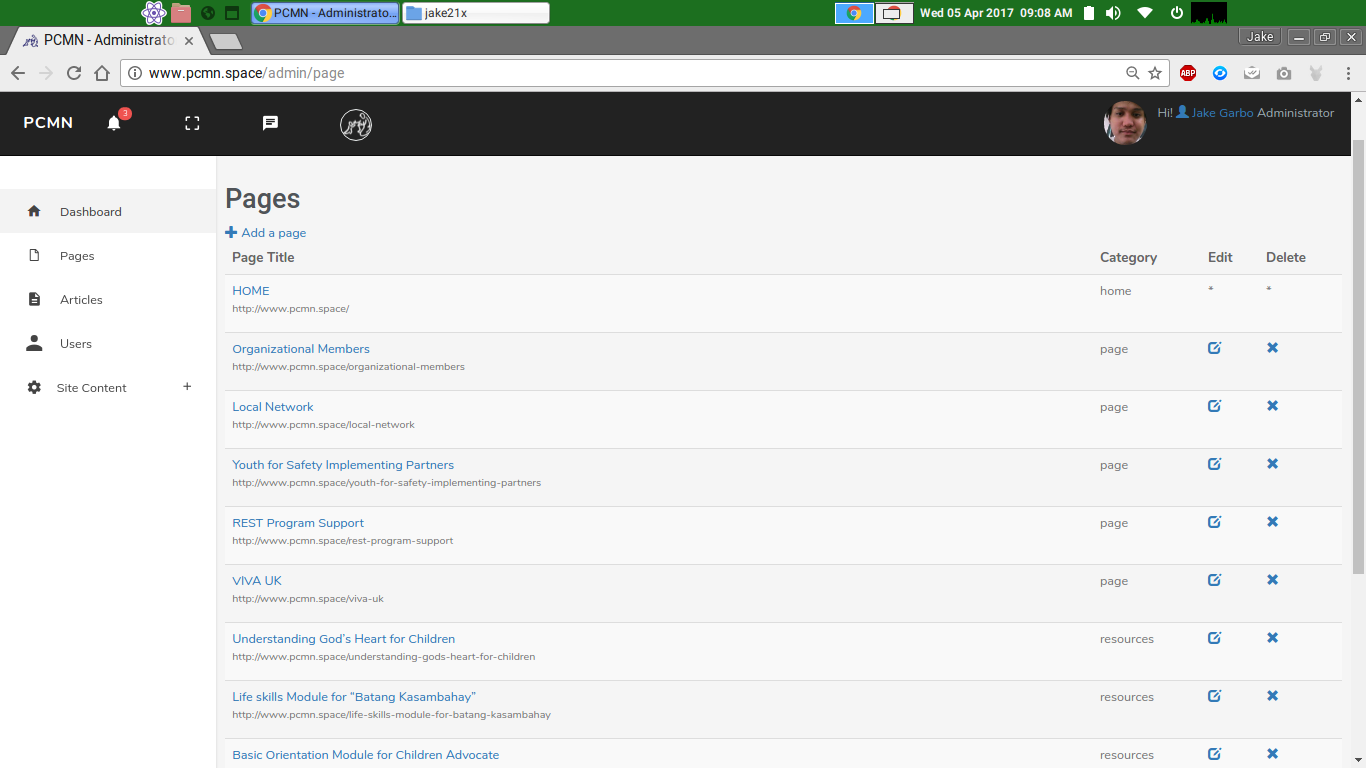 PCMN - Administrato...
jake21x
Wed 05 Apr 2017 09:08 AM
PCMN - Administrato
Jake
www.pcmn.space/admin/page
ABP
PCMN
3
Hi! Jake Garbo Administrator
Dashboard
Pages
Articles
Users
Site Content +
Pages
Add a page
Page Title Category Edit Delete
HOME home * *
http://www.pcmn.space/
Organizational Members page
http://www.pcmn.space/organizational-members
Local Network page
http://www.pcmn.space/local-network
Youth for Safety Implementing Partners page
http://www.pcmn.space/youth-for-safety-implementing-partners
REST Program Support page
http://www.pcmn.space/rest-program-support
VIVA UK page
http://www.pcmn.space/viva-uk
Understanding God's Heart for Children resources
http://www.pcmn.space/understanding-gods-heart-for-children
Life skills Module for “Batang Kasambahay” resources
http://www.pcmn.space/life-skills-module-for-batang-kasambahay
Basic Orientation Module for Children Advocate resources